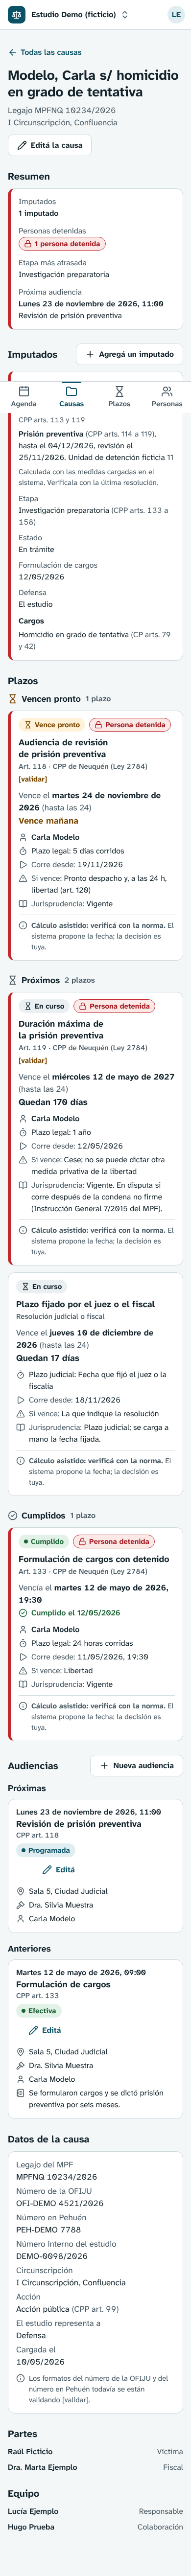 Estudio Demo (ficticio)
LE
Todas las causas
Modelo, Carla s/ homicidio
en grado de tentativa
Legajo MPFNQ 10234/2026
I Circunscripción, Confluencia
Editá la causa
Resumen
Imputados
1 imputado
Personas detenidas
1 persona detenida
Etapa más atrasada
Investigación preparatoria
Próxima audiencia
Lunes 23 de noviembre de 2026, 11:00
Revisión de prisión preventiva
Imputados
Agregá un imputado
Agenda
Causas
Plazos
Personas
CPP arts. 113 y 119
Prisión preventiva (CPP arts. 114 a 119),
hasta el 04/12/2026, revisión el
25/11/2026. Unidad de detención ficticia 11
Calculada con las medidas cargadas en el
sistema. Verificala con la última resolución.
Etapa
Investigación preparatoria (CPP arts. 133 a
158)
Estado
En trámite
Formulación de cargos
12/05/2026
Defensa
El estudio
Cargos
Homicidio en grado de tentativa (CP arts. 79
y 42)
Plazos
Vencen pronto 1 plazo
Vence pronto
Persona detenida
Audiencia de revisión
de prisión preventiva
Art. 118 · CPP de Neuquén (Ley 2784)
[validar]
Vence el martes 24 de noviembre de
2026 (hasta las 24)
Vence mañana
Carla Modelo
Plazo legal: 5 días corridos
Corre desde: 19/11/2026
Si vence: Pronto despacho y, a las 24 h,
libertad (art. 120)
Jurisprudencia: Vigente
Cálculo asistido: verificá con la norma. El
sistema propone la fecha; la decisión es
tuya.
Próximos 2 plazos
En curso
Persona detenida
Duración máxima de
la prisión preventiva
Art. 119 · CPP de Neuquén (Ley 2784)
[validar]
Vence el miércoles 12 de mayo de 2027
(hasta las 24)
Quedan 170 días
Carla Modelo
Plazo legal: 1 año
Corre desde: 12/05/2026
Si vence: Cese; no se puede dictar otra
medida privativa de la libertad
Jurisprudencia: Vigente. En disputa si
corre después de la condena no firme
(Instrucción General 7/2015 del MPF).
Cálculo asistido: verificá con la norma. El
sistema propone la fecha; la decisión es
tuya.
En curso
Plazo fijado por el juez o el fiscal
Resolución judicial o fiscal
Vence el jueves 10 de diciembre de
2026 (hasta las 24)
Quedan 17 días
Plazo judicial: Fecha que fijó el juez o la
fiscalía
Corre desde: 18/11/2026
Si vence: La que indique la resolución
Jurisprudencia: Plazo judicial; se carga a
mano la fecha fijada.
Cálculo asistido: verificá con la norma. El
sistema propone la fecha; la decisión es
tuya.
Cumplidos 1 plazo
Cumplido
Persona detenida
Formulación de cargos con detenido
Art. 133 · CPP de Neuquén (Ley 2784)
Vencía el martes 12 de mayo de 2026,
19:30
Cumplido el 12/05/2026
Carla Modelo
Plazo legal: 24 horas corridas
Corre desde: 11/05/2026, 19:30
Si vence: Libertad
Jurisprudencia: Vigente
Cálculo asistido: verificá con la norma. El
sistema propone la fecha; la decisión es
tuya.
Audiencias
Nueva audiencia
Próximas
Lunes 23 de noviembre de 2026, 11:00
Revisión de prisión preventiva
CPP art. 118
Programada
Editá
Sala 5, Ciudad Judicial
Dra. Silvia Muestra
Carla Modelo
Anteriores
Martes 12 de mayo de 2026, 09:00
Formulación de cargos
CPP art. 133
Efectiva
Editá
Sala 5, Ciudad Judicial
Dra. Silvia Muestra
Carla Modelo
Se formularon cargos y se dictó prisión
preventiva por seis meses.
Datos de la causa
Legajo del MPF
MPFNQ 10234/2026
Número de la OFIJU
OFI-DEMO 4521/2026
Número en Pehuén
PEH-DEMO 7788
Número interno del estudio
DEMO-0098/2026
Circunscripción
I Circunscripción, Confluencia
Acción
Acción pública (CPP art. 99)
El estudio representa a
Defensa
Cargada el
10/05/2026
Los formatos del número de la OFIJU y del
número en Pehuén todavía se están
validando [validar].
Partes
Raúl Ficticio Víctima
Dra. Marta Ejemplo Fiscal
Equipo
Lucía Ejemplo Responsable
Hugo Prueba Colaboración